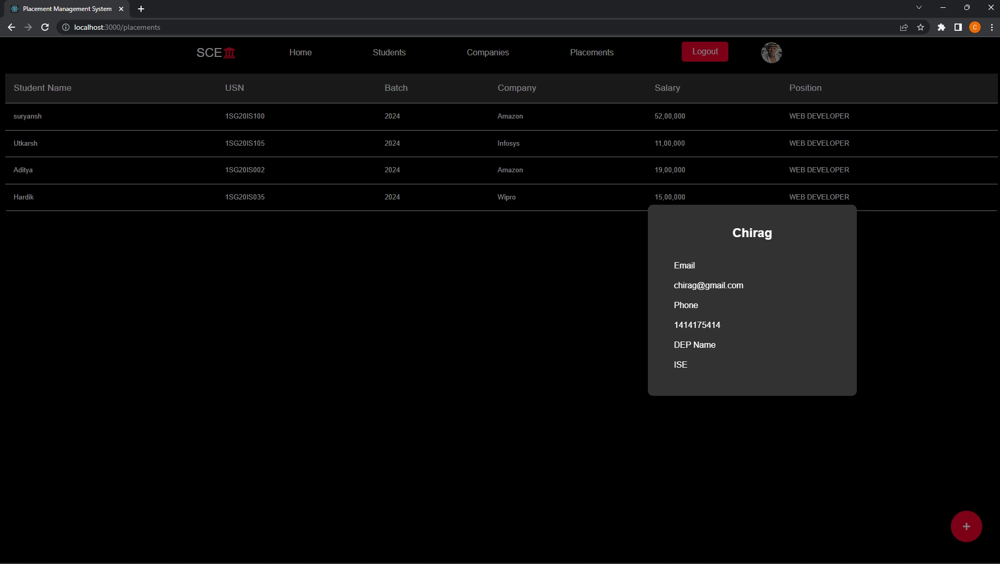 Placement Management System
localhost:3000/placements
C
SCE Home Students Companies Placements Logout
Student Name USN Batch Company Salary Position
suryansh 1SG20IS100 2024 Amazon 52,00,000 WEB DEVELOPER
Utkarsh 1SG20IS105 2024 Infosys 11,00,000 WEB DEVELOPER
Aditya 1SG20IS002 2024 Amazon 19,00,000 WEB DEVELOPER
Hardik 1SG20IS035 2024 Wipro 15,00,000 WEB DEVELOPER
Chirag
Email
chirag@gmail.com
Phone
1414175414
DEP Name
ISE
+